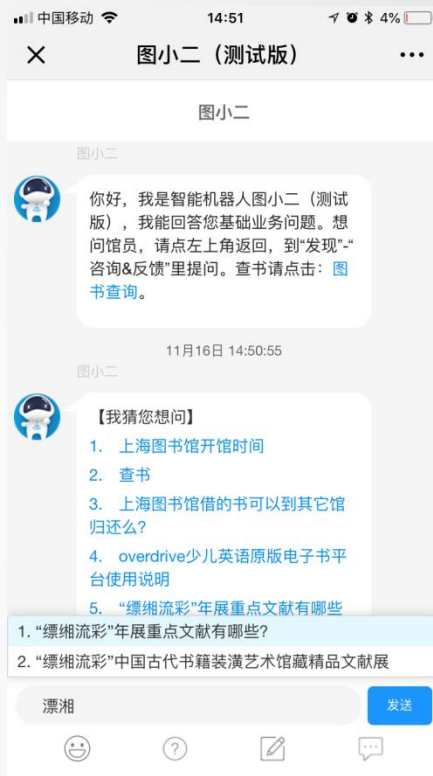 中国移动 14:51 4%
图小二（测试版）
图小二
图小二
你好，我是智能机器人图小二（测试
版），我能回答您基础业务问题。想
问馆员，请点左上角返回，到“发现”-“
咨询&反馈”里提问。查书请点击：图
书查询。
11月16日 14:50:55
图小二
【我猜您想问】
1. 上海图书馆开馆时间
2. 查书
3. 上海图书馆借的书可以到其它馆
归还么？
4. overdrive少儿英语原版电子书平
台使用说明
5. “缥缃流彩”年展重点文献有哪些
1. “缥缃流彩”年展重点文献有哪些?
2. “缥缃流彩”中国古代书籍装潢艺术馆藏精品文献展
漂湘
发送